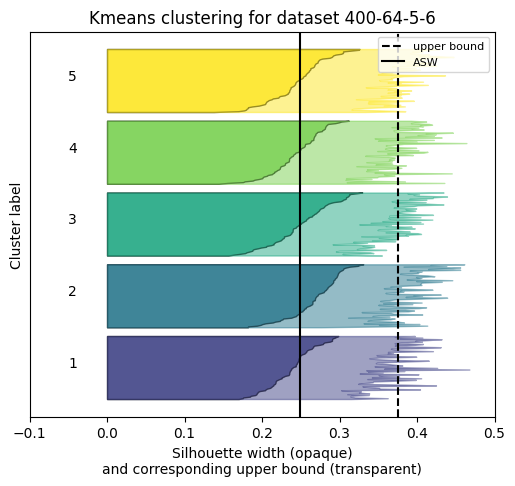 Kmeans clustering for dataset 400-64-5-6
upper bound
ASW
5
4
3
2
1
Cluster label
−0.1 0.0 0.1 0.2 0.3 0.4 0.5
Silhouette width (opaque)
and corresponding upper bound (transparent)